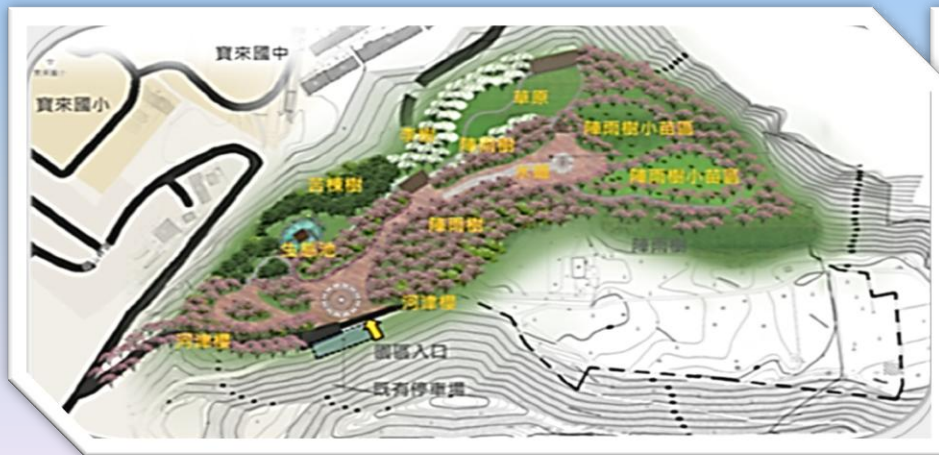 寶來國中
寶來國小
草原
李樹
陣雨樹
陣雨樹小苗區
水道
陣雨樹小苗區
苦楝樹
陣雨樹
陣雨樹
生態池
河津櫻
河津櫻
園區入口
既有停車場